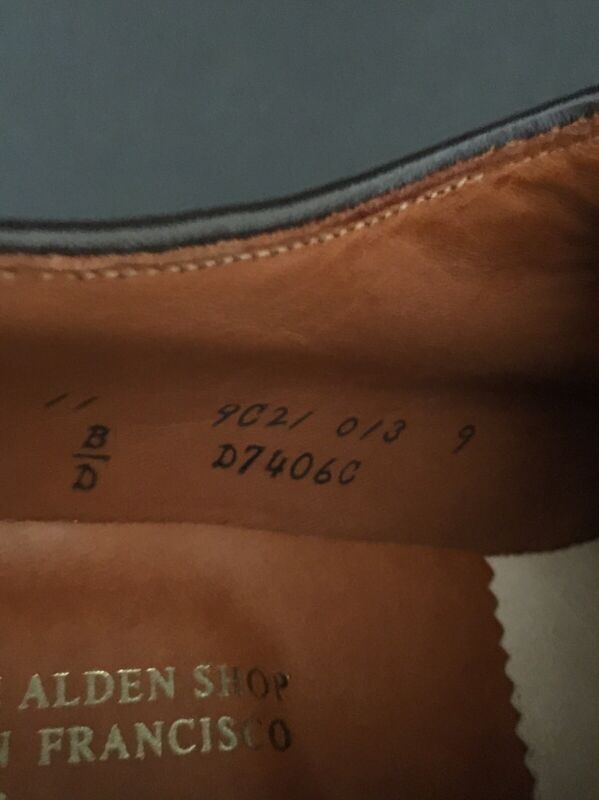 11 9C21 013 9
B
D
D7406C
ALDEN SHOP
FRANCISCO